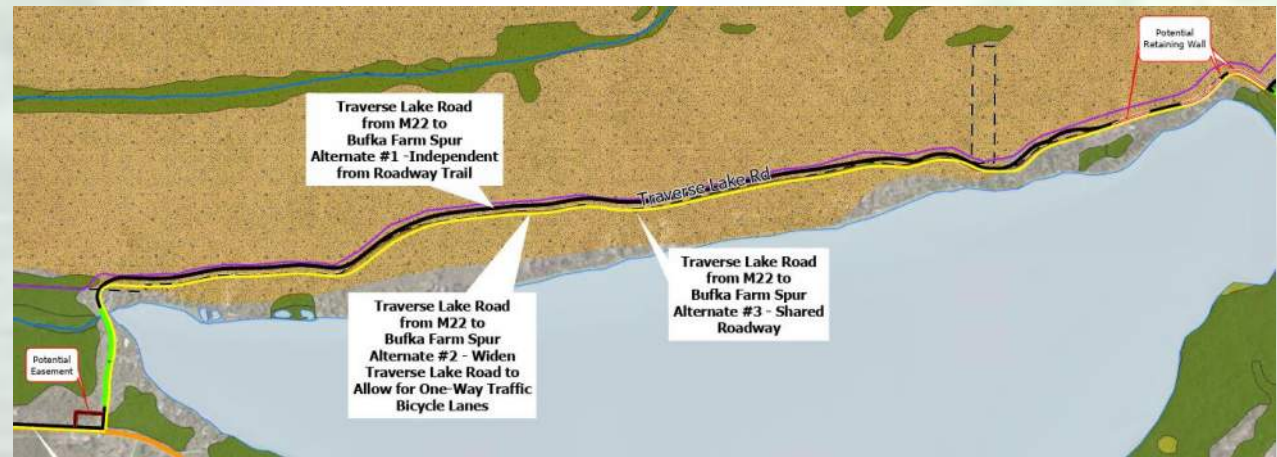 Potential
Retaining Wall
Traverse Lake Road
from M22 to
Bufka Farm Spur
Alternate #1 -Independent
from Roadway Trail
Traverse Lake Rd
Traverse Lake Road
from M22 to
Bufka Farm Spur
Alternate #3 - Shared
Roadway
Traverse Lake Road
from M22 to
Bufka Farm Spur
Alternate #2 - Widen
Traverse Lake Road to
Allow for One-Way Traffic
Bicycle Lanes
Potential
Easement